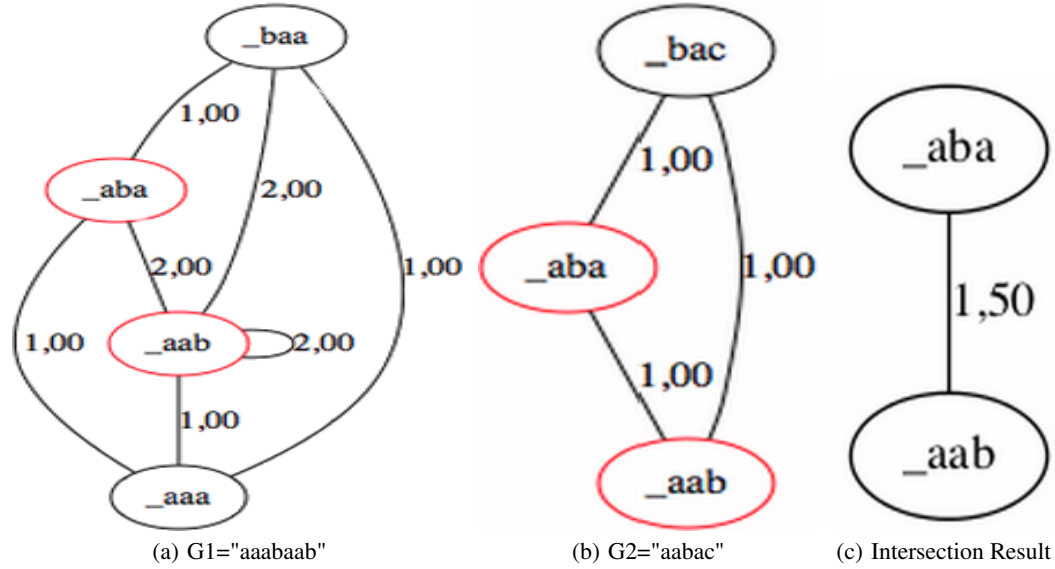 _baa
1,00
_aba
2,00
2,00
1,00
1,00
_aab
2,00
1,00
_aaa
(a) G1="aaabaab"
_bac
1,00
_aba
1,00
1,00
_aab
(b) G2="aabac"
_aba
1,50
_aab
(c) Intersection Result